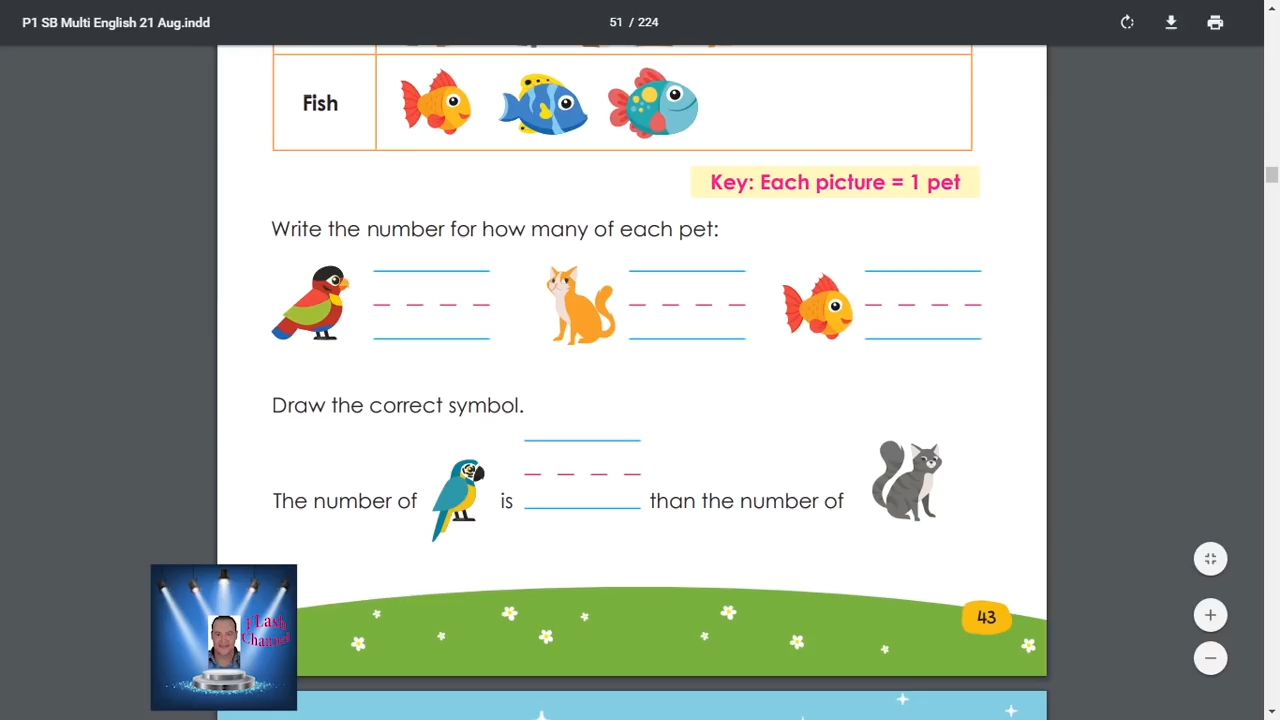 P1 SB Multi English 21 Aug.indd
51 / 224
Fish
Key: Each picture = 1 pet
Write the number for how many of each pet:
Draw the correct symbol.
The number of is than the number of
43
FLash
Channel